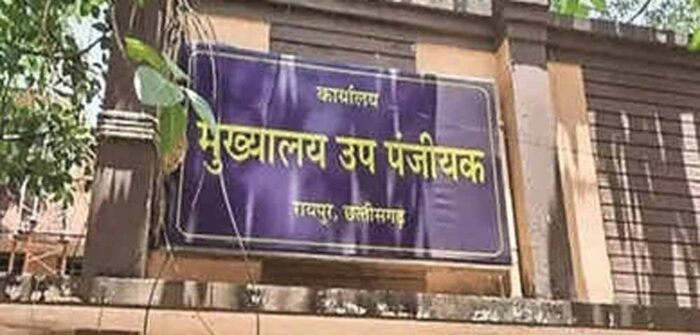 कार्यालय
मुख्यालय उप पंजीयक
रायपुर, छत्तीसगढ़